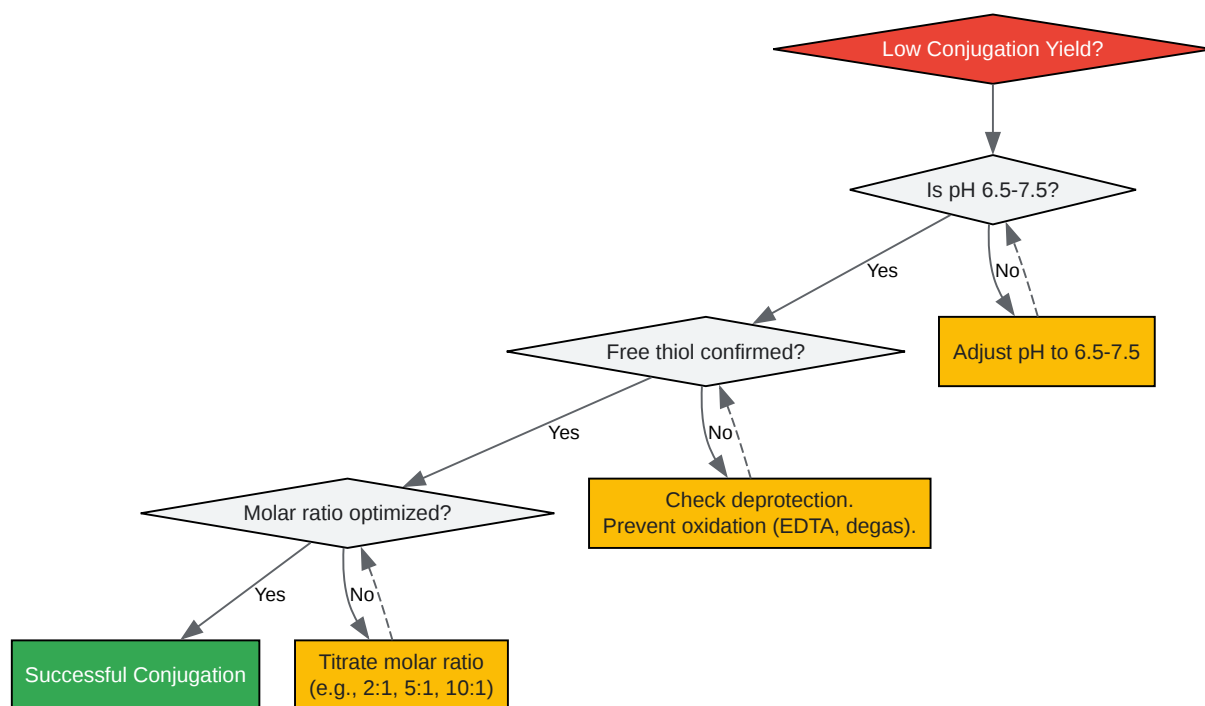 Low Conjugation Yield?
Is pH 6.5-7.5?
Yes
No
Free thiol confirmed?
Adjust pH to 6.5-7.5
Yes
No
Molar ratio optimized?
Check deprotection.
Prevent oxidation (EDTA, degas).
Yes
No
Successful Conjugation
Titrate molar ratio
(e.g., 2:1, 5:1, 10:1)